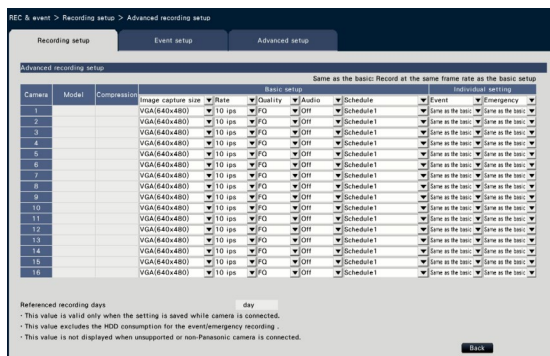 REC & event > Recording setup > Advanced recording setup
Recording setup Event setup Advanced setup
Advanced recording setup
Same as the basic: Record at the same frame rate as the basic setup
Camera Model Compression Basic setup Individual setting
Image capture size Rate Quality Audio Schedule Event Emergency
1 VGA(640x480) 10 ips FQ Off Schedule1 Same as the basic Same as the basic
2 VGA(640x480) 10 ips FQ Off Schedule1 Same as the basic Same as the basic
3 VGA(640x480) 10 ips FQ Off Schedule1 Same as the basic Same as the basic
4 VGA(640x480) 10 ips FQ Off Schedule1 Same as the basic Same as the basic
5 VGA(640x480) 10 ips FQ Off Schedule1 Same as the basic Same as the basic
6 VGA(640x480) 10 ips FQ Off Schedule1 Same as the basic Same as the basic
7 VGA(640x480) 10 ips FQ Off Schedule1 Same as the basic Same as the basic
8 VGA(640x480) 10 ips FQ Off Schedule1 Same as the basic Same as the basic
9 VGA(640x480) 10 ips FQ Off Schedule1 Same as the basic Same as the basic
10 VGA(640x480) 10 ips FQ Off Schedule1 Same as the basic Same as the basic
11 VGA(640x480) 10 ips FQ Off Schedule1 Same as the basic Same as the basic
12 VGA(640x480) 10 ips FQ Off Schedule1 Same as the basic Same as the basic
13 VGA(640x480) 10 ips FQ Off Schedule1 Same as the basic Same as the basic
14 VGA(640x480) 10 ips FQ Off Schedule1 Same as the basic Same as the basic
15 VGA(640x480) 10 ips FQ Off Schedule1 Same as the basic Same as the basic
16 VGA(640x480) 10 ips FQ Off Schedule1 Same as the basic Same as the basic
Referenced recording days day
・This value is valid only when the setting is saved while camera is connected.
・This value excludes the HDD consumption for the event/emergency recording .
・This value is not displayed when unsupported or non-Panasonic camera is connected.
Back